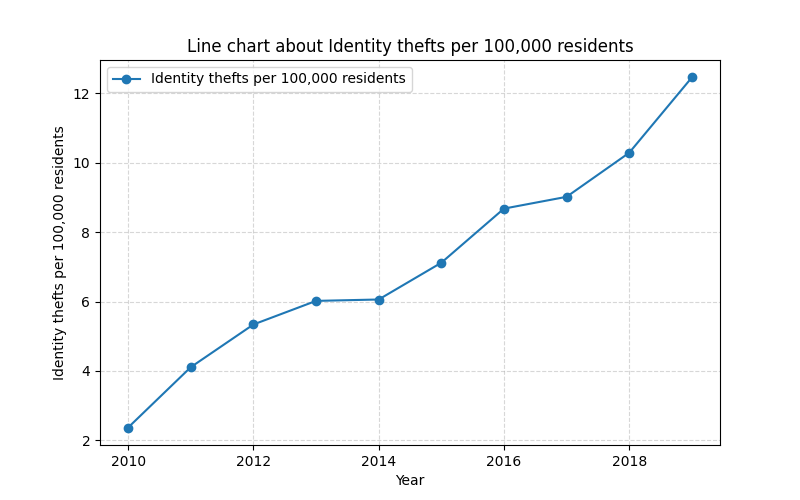 Line chart about Identity thefts per 100,000 residents
Identity thefts per 100,000 residents
Identity thefts per 100,000 residents
12
10
8
6
4
2
2010 2012 2014 2016 2018
Year